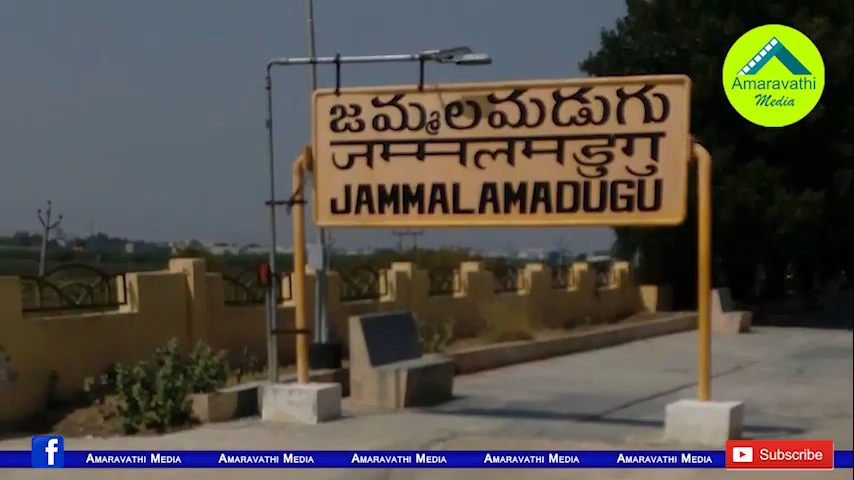 Amaravathi
Media
జమ్మలమడుగు
जम्मलमडुगु
JAMMALAMADUGU
AMARAVATHI MEDIA AMARAVATHI MEDIA AMARAVATHI MEDIA AMARAVATHI MEDIA AMARAVATHI MEDIA
Subscribe